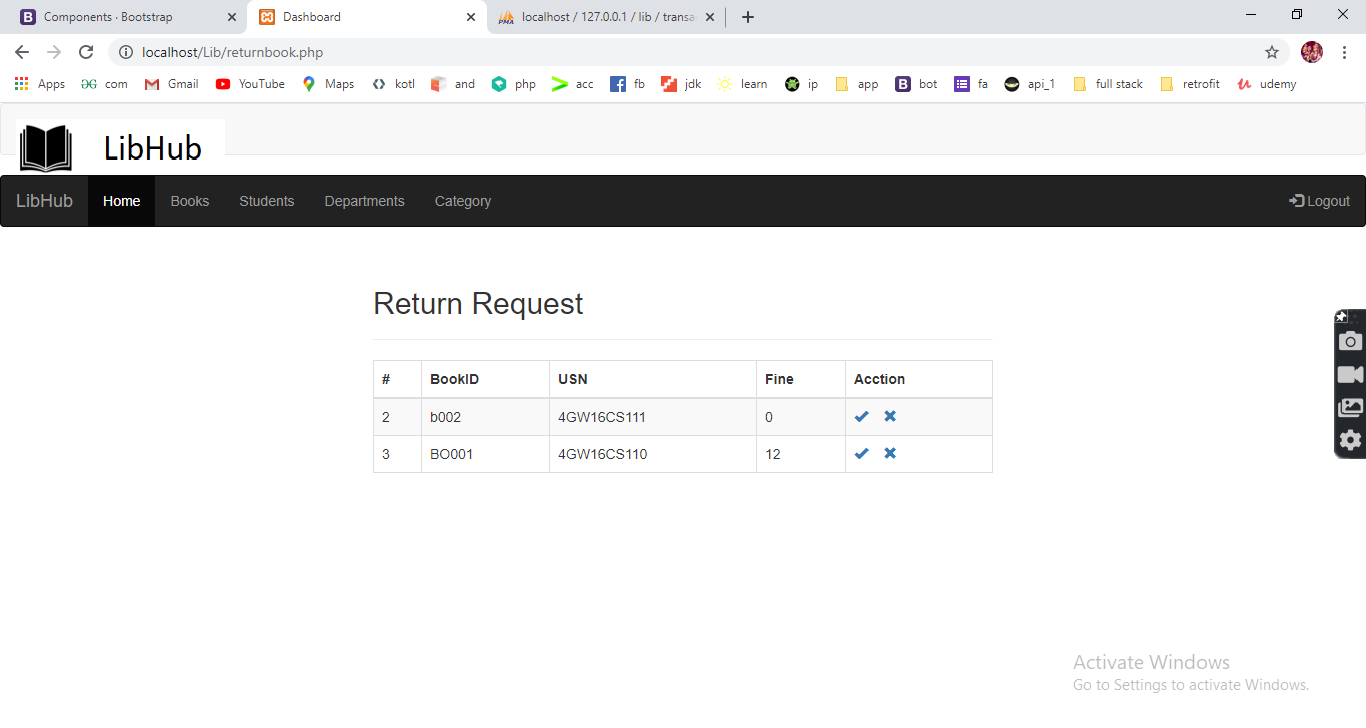 Components · Bootstrap
Dashboard
localhost / 127.0.0.1 / lib / transa
localhost/Lib/returnbook.php
Apps com Gmail YouTube Maps kotl and php acc fb jdk learn ip app bot fa api_1 full stack retrofit udemy
LibHub
LibHub Home Books Students Departments Category Logout
Return Request
# BookID USN Fine Acction
2 b002 4GW16CS111 0
3 BO001 4GW16CS110 12
Activate Windows
Go to Settings to activate Windows.